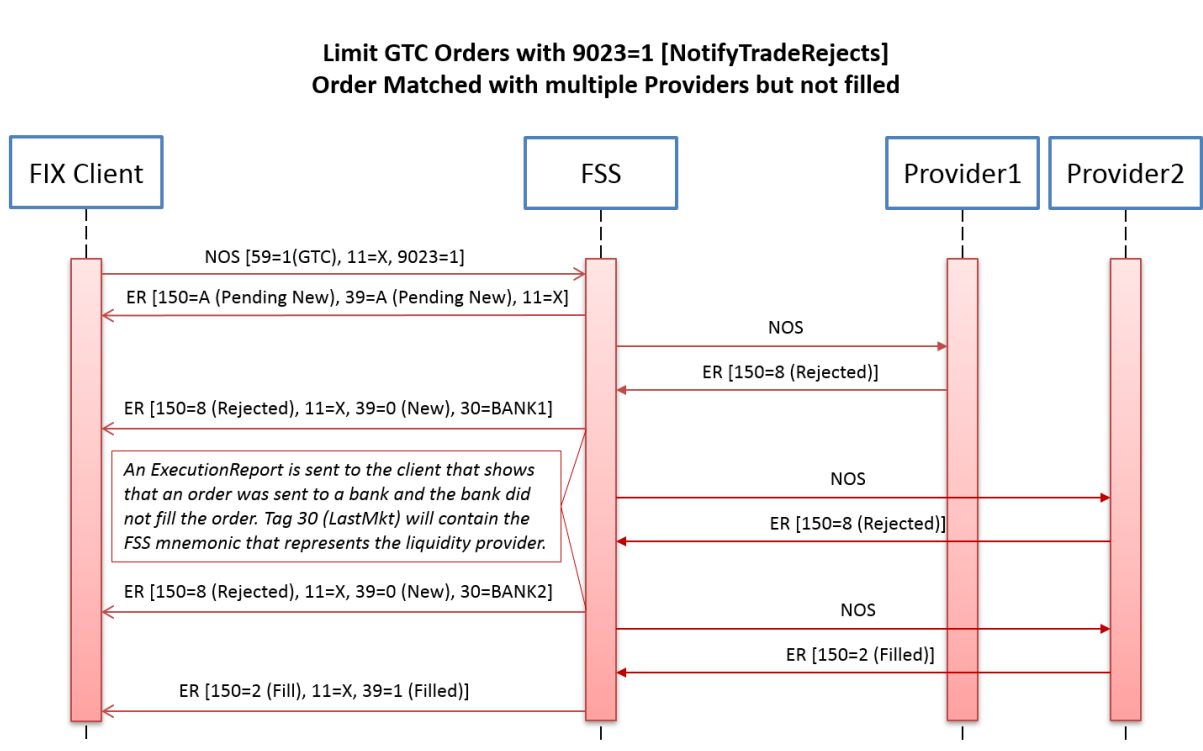 Limit GTC Orders with 9023=1 [NotifyTradeRejects]
Order Matched with multiple Providers but not filled
FIX Client
FSS
Provider1
Provider2
NOS [59=1(GTC), 11=X, 9023=1]
ER [150=A (Pending New), 39=A (Pending New), 11=X]
NOS
ER [150=8 (Rejected)]
ER [150=8 (Rejected), 11=X, 39=0 (New), 30=BANK1]
An ExecutionReport is sent to the client that shows
that an order was sent to a bank and the bank did
not fill the order. Tag 30 (LastMkt) will contain the
FSS mnemonic that represents the liquidity provider.
NOS
ER [150=8 (Rejected)]
ER [150=8 (Rejected), 11=X, 39=0 (New), 30=BANK2]
NOS
ER [150=2 (Filled)]
ER [150=2 (Fill), 11=X, 39=1 (Filled)]